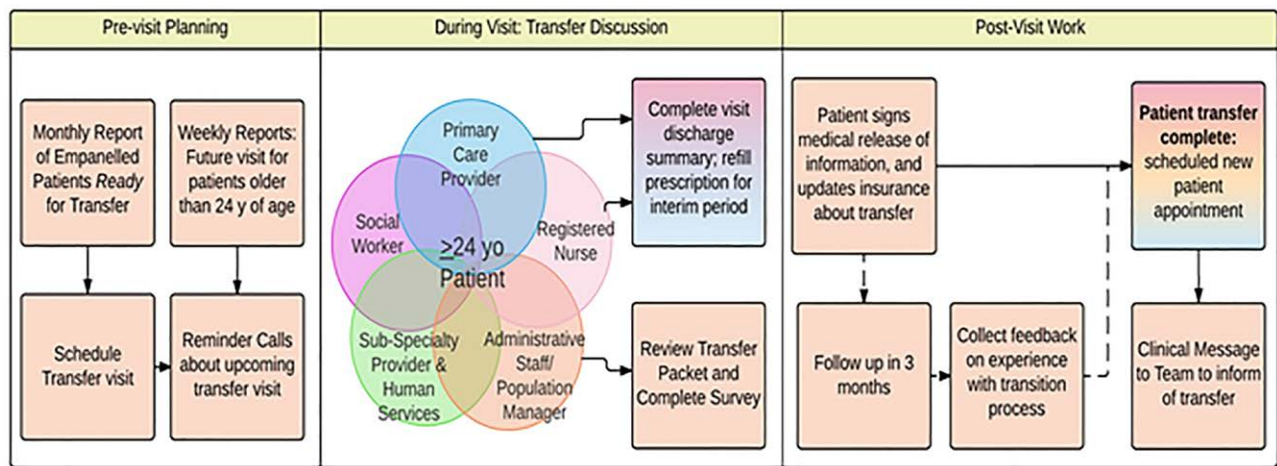 Pre-visit Planning
During Visit: Transfer Discussion
Post-Visit Work
Monthly Report
of Empanelled
Patients Ready
for Transfer
Weekly Reports:
Future visit for
patients older
than 24 y of age
Schedule
Transfer visit
Reminder Calls
about upcoming
transfer visit
Primary
Care
Provider
Social
Worker
Registered
Nurse
≥24 yo
Patient
Sub-Specialty
Provider &
Human
Services
Administrative
Staff/
Population
Manager
Complete visit
discharge
summary; refill
prescription for
interim period
Review Transfer
Packet and
Complete Survey
Patient signs
medical release of
information, and
updates insurance
about transfer
Follow up in 3
months
Collect feedback
on experience
with transition
process
Patient transfer
complete:
scheduled new
patient
appointment
Clinical Message
to Team to inform
of transfer